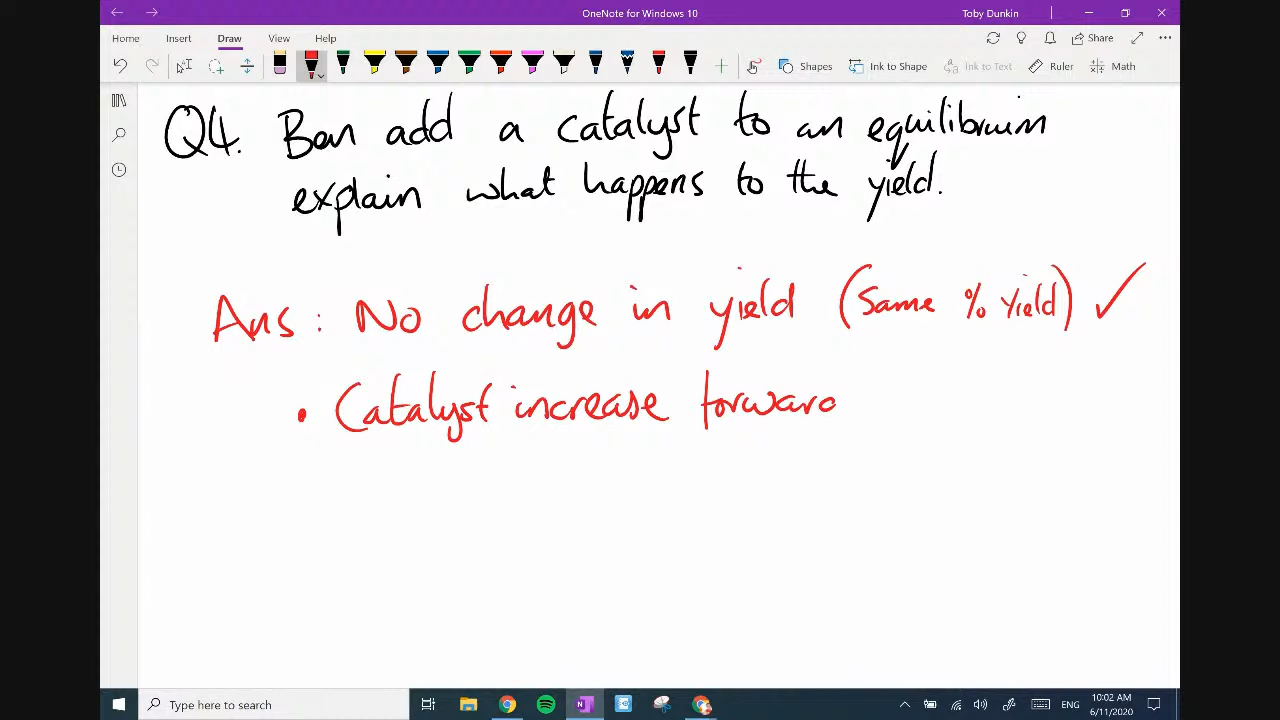 OneNote for Windows 10
Toby Dunkin
Home Insert Draw View Help
Share
Shapes
Ink to Shape
Ink to Text
Ruler
Math
Q4. Ben add a catalyst to an equilibrium
explain what happens to the yield.
Ans : No change in yield (Same % yield) ✓
• Catalyst increase forward
Type here to search
ENG
10:02 AM
6/11/2020